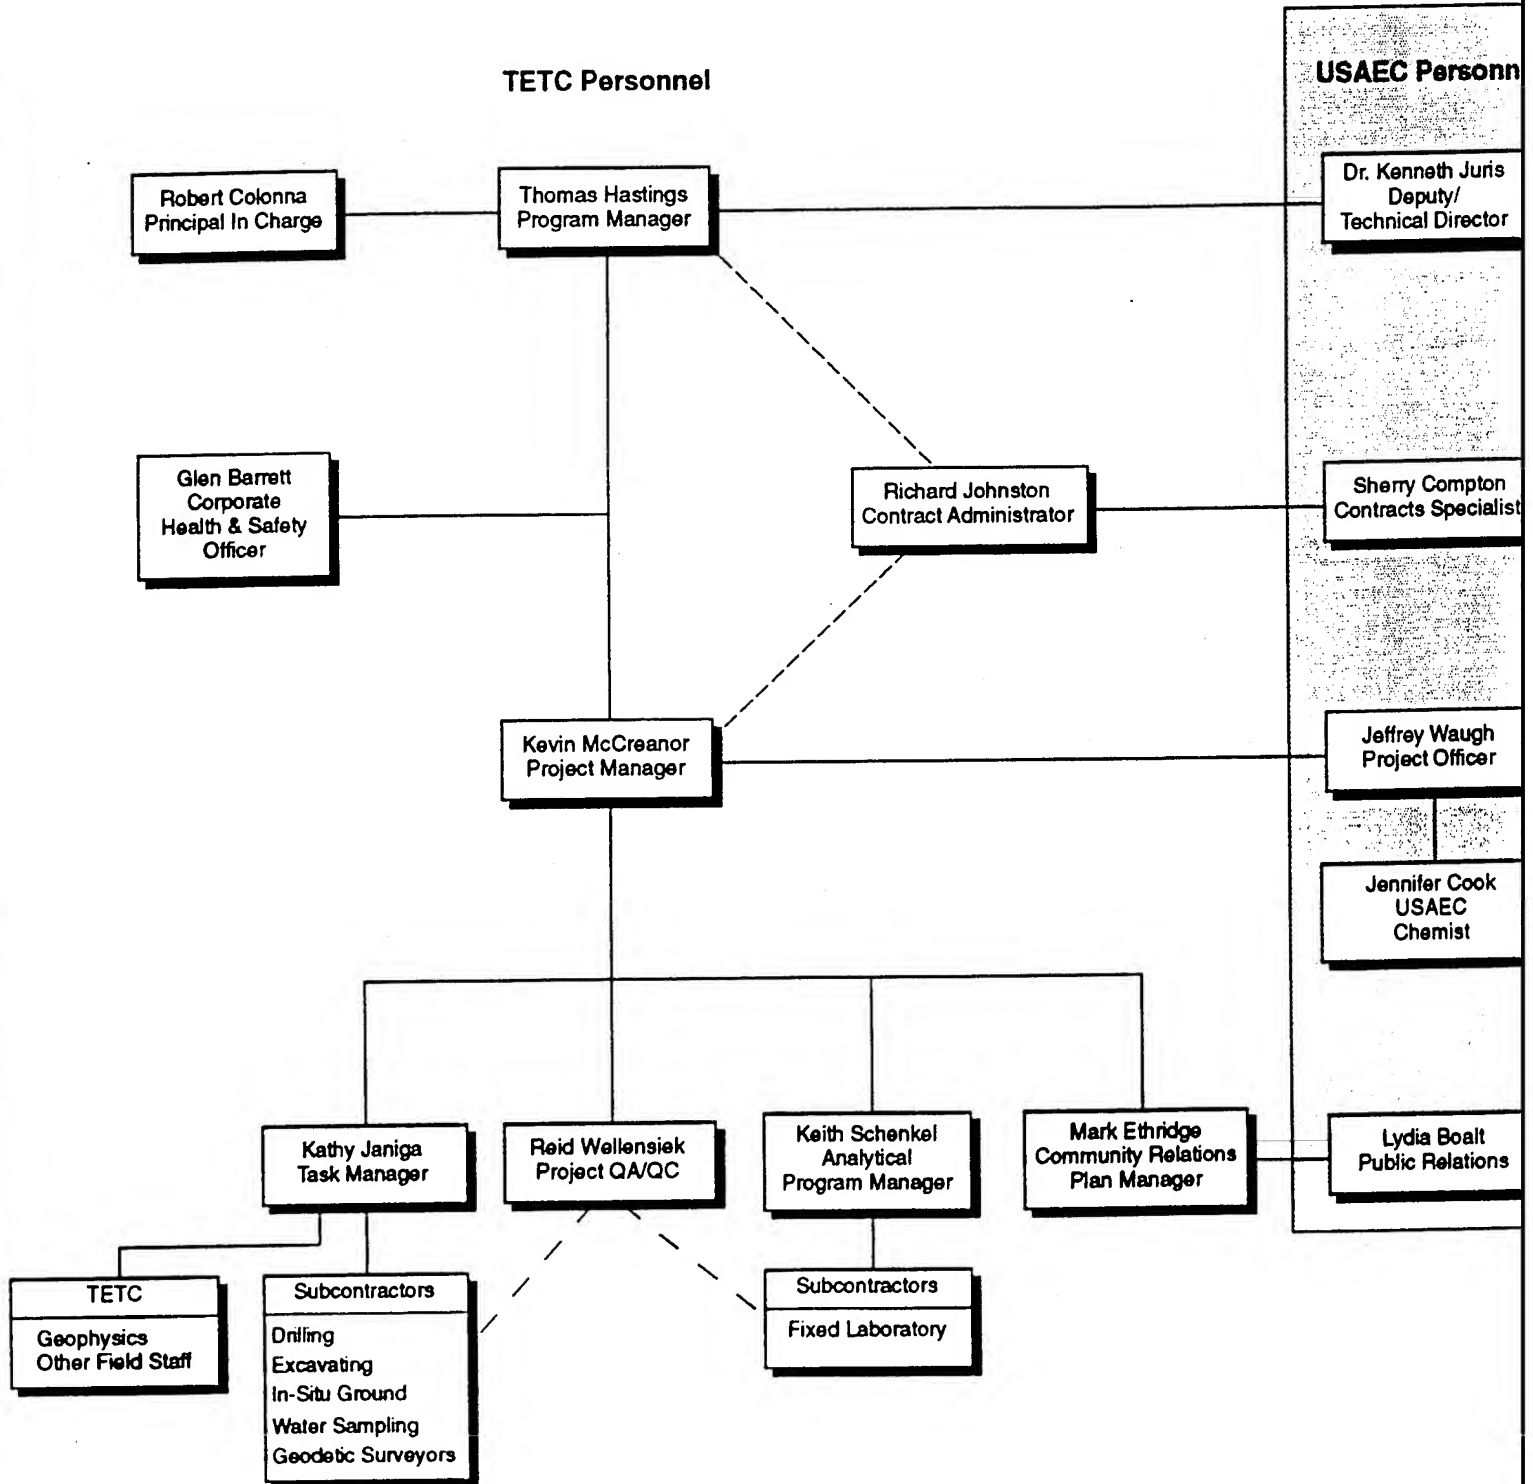 TETC Personnel
USAEC Personn
Robert Colonna
Principal In Charge
Thomas Hastings
Program Manager
Dr. Kenneth Juris
Deputy/
Technical Director
Glen Barrett
Corporate
Health & Safety
Officer
Richard Johnston
Contract Administrator
Sherry Compton
Contracts Specialist
Kevin McCreanor
Project Manager
Jeffrey Waugh
Project Officer
Jennifer Cook
USAEC
Chemist
Kathy Janiga
Task Manager
Reid Wellensiek
Project QA/QC
Keith Schenkel
Analytical
Program Manager
Mark Ethridge
Community Relations
Plan Manager
Lydia Boalt
Public Relations
TETC
Geophysics
Other Field Staff
Subcontractors
Drilling
Excavating
In-Situ Ground
Water Sampling
Geodetic Surveyors
Subcontractors
Fixed Laboratory